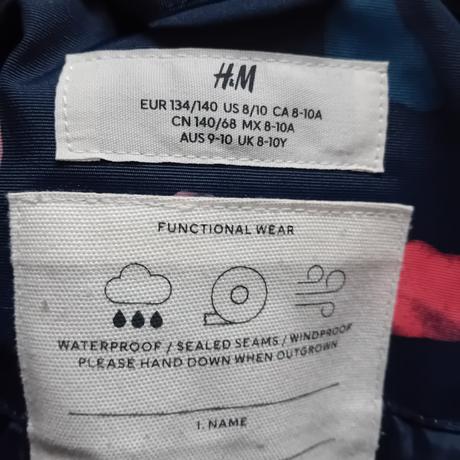 H&M
EUR 134/140 US 8/10 CA 8-10A
CN 140/68 MX 8-10A
AUS 9-10 UK 8-10Y
FUNCTIONAL WEAR
WATERPROOF / SEALED SEAMS / WINDPROOF
PLEASE HAND DOWN WHEN OUTGROWN
1. NAME